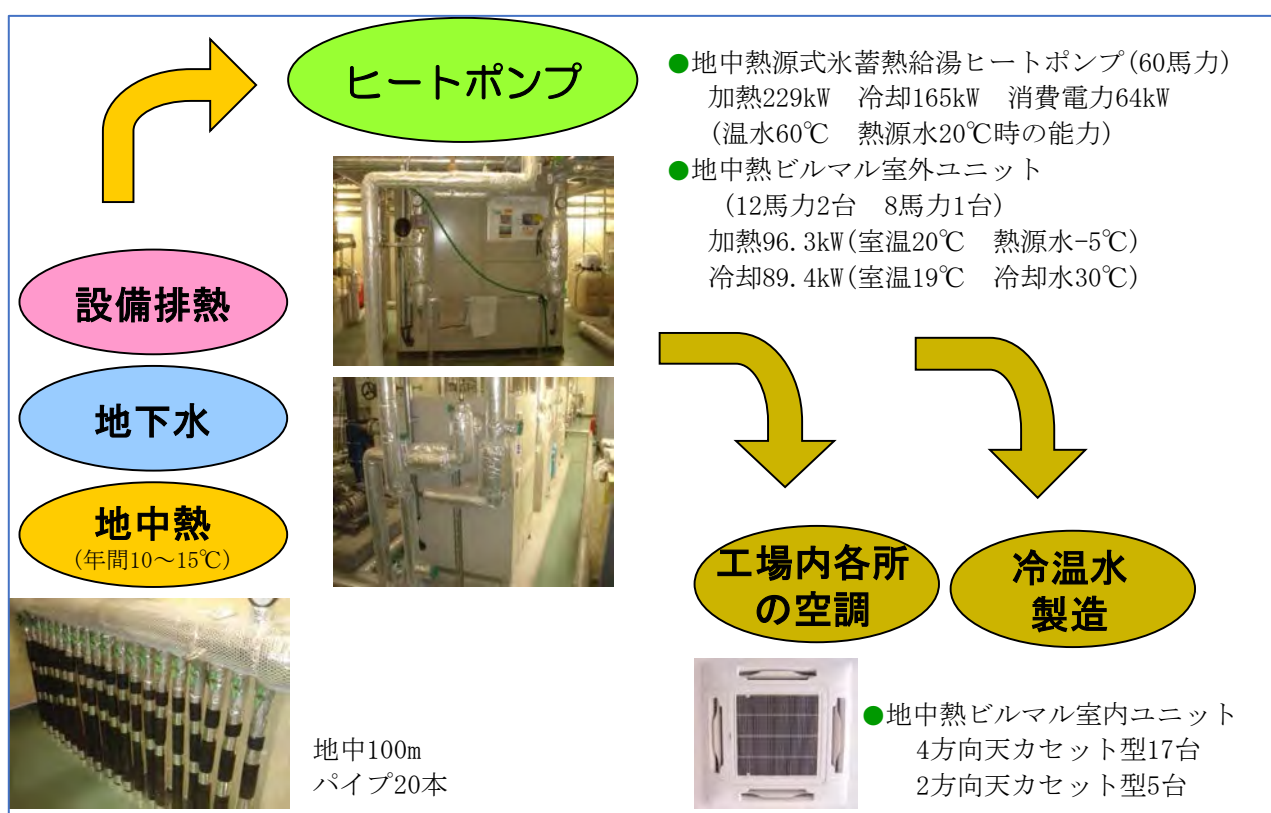 ヒートポンプ
●地中熱源式氷蓄熱給湯ヒートポンプ(60馬力)
加熱229kW 冷却165kW 消費電力64kW
(温水60℃ 熱源水20℃時の能力)
●地中熱ビルマル室外ユニット
(12馬力2台 8馬力1台)
加熱96.3kW(室温20℃ 熱源水-5℃)
冷却89.4kW(室温19℃ 冷却水30℃)
設備排熱
地下水
地中熱
(年間10～15℃)
地中100m
パイプ20本
工場内各所
の空調
冷温水
製造
●地中熱ビルマル室内ユニット
4方向天カセット型17台
2方向天カセット型5台